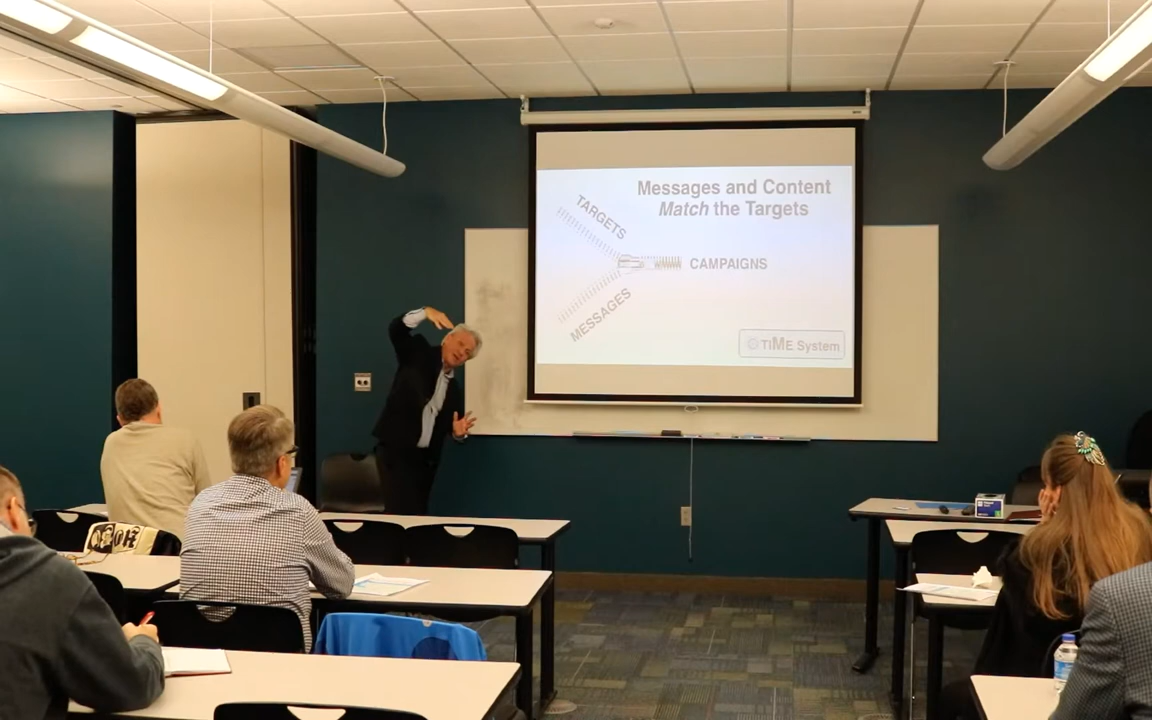 Messages and Content
Match the Targets
TARGETS
CAMPAIGNS
MESSAGES
TIME System